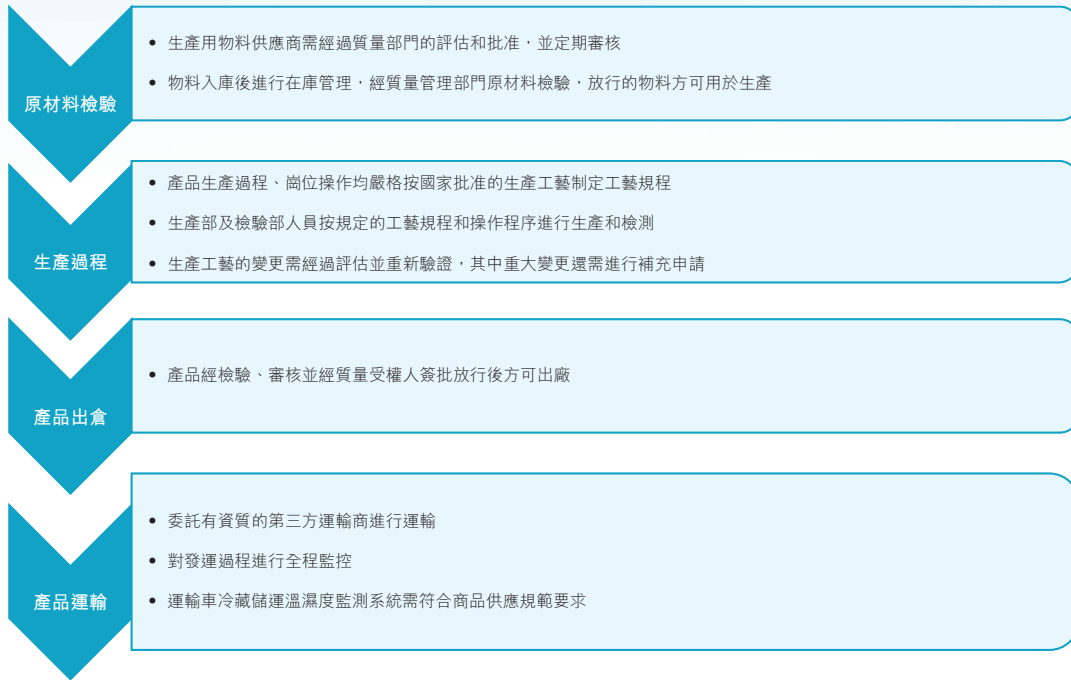 原材料檢驗
• 生產用物料供應商需經過質量部門的評估和批准，並定期審核
• 物料入庫後進行在庫管理，經質量管理部門原材料檢驗，放行的物料方可用於生產
生產過程
• 產品生產過程、崗位操作均嚴格按國家批准的生產工藝制定工藝規程
• 生產部及檢驗部人員按規定的工藝規程和操作程序進行生產和檢測
• 生產工藝的變更需經過評估並重新驗證，其中重大變更還需進行補充申請
產品出倉
• 產品經檢驗、審核並經質量受權人簽批放行後方可出廠
產品運輸
• 委託有資質的第三方運輸商進行運輸
• 對發運過程進行全程監控
• 運輸車冷藏儲運溫濕度監測系統需符合商品供應規範要求